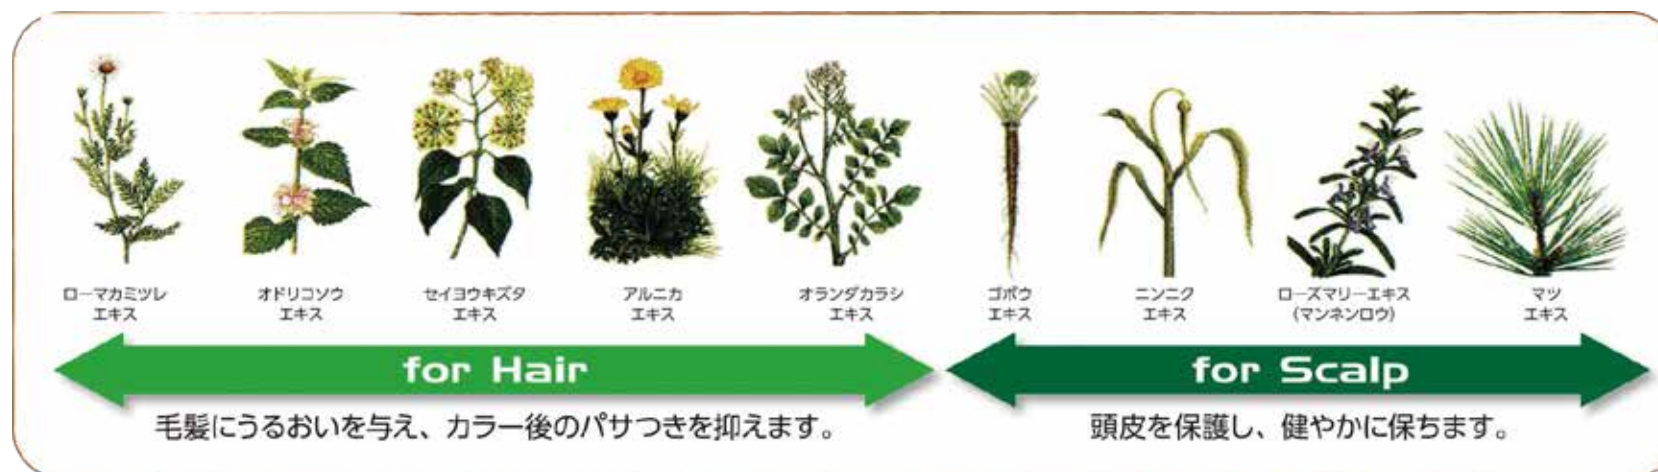 ローマカミツレ
エキス
オドリコソウ
エキス
セイヨウキズタ
エキス
アルニカ
エキス
オランダカラシ
エキス
ゴボウ
エキス
ニンニク
エキス
ローズマリーエキス
(マンネンロウ)
マツ
エキス
for Hair
毛髪にうるおいを与え、カラー後のパサつきを抑えます。
for Scalp
頭皮を保護し、健やかに保ちます。